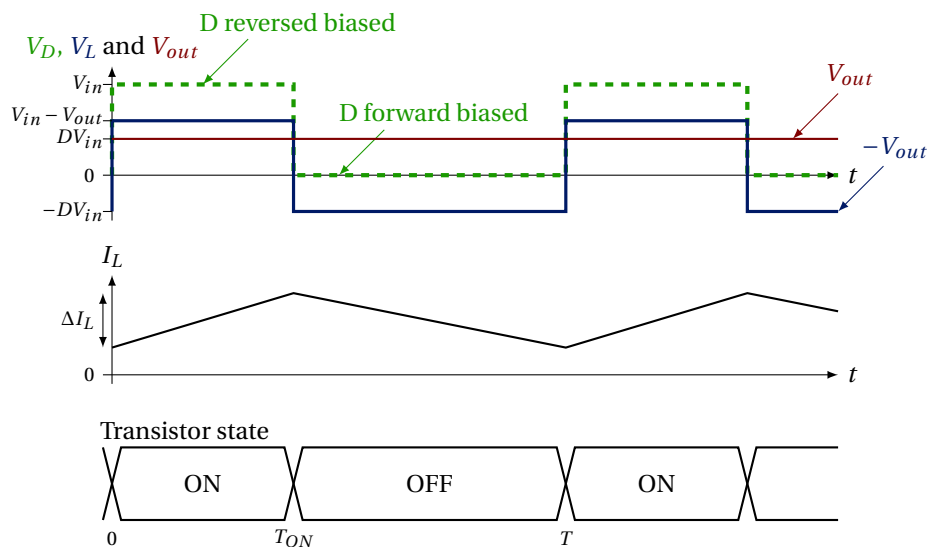 D reversed biased
V_D, V_L and V_out
V_in
V_out
V_in − V_out
D forward biased
DV_in
−V_out
0
t
−DV_in
I_L
ΔI_L
0
t
Transistor state
ON OFF ON
0 T_ON T